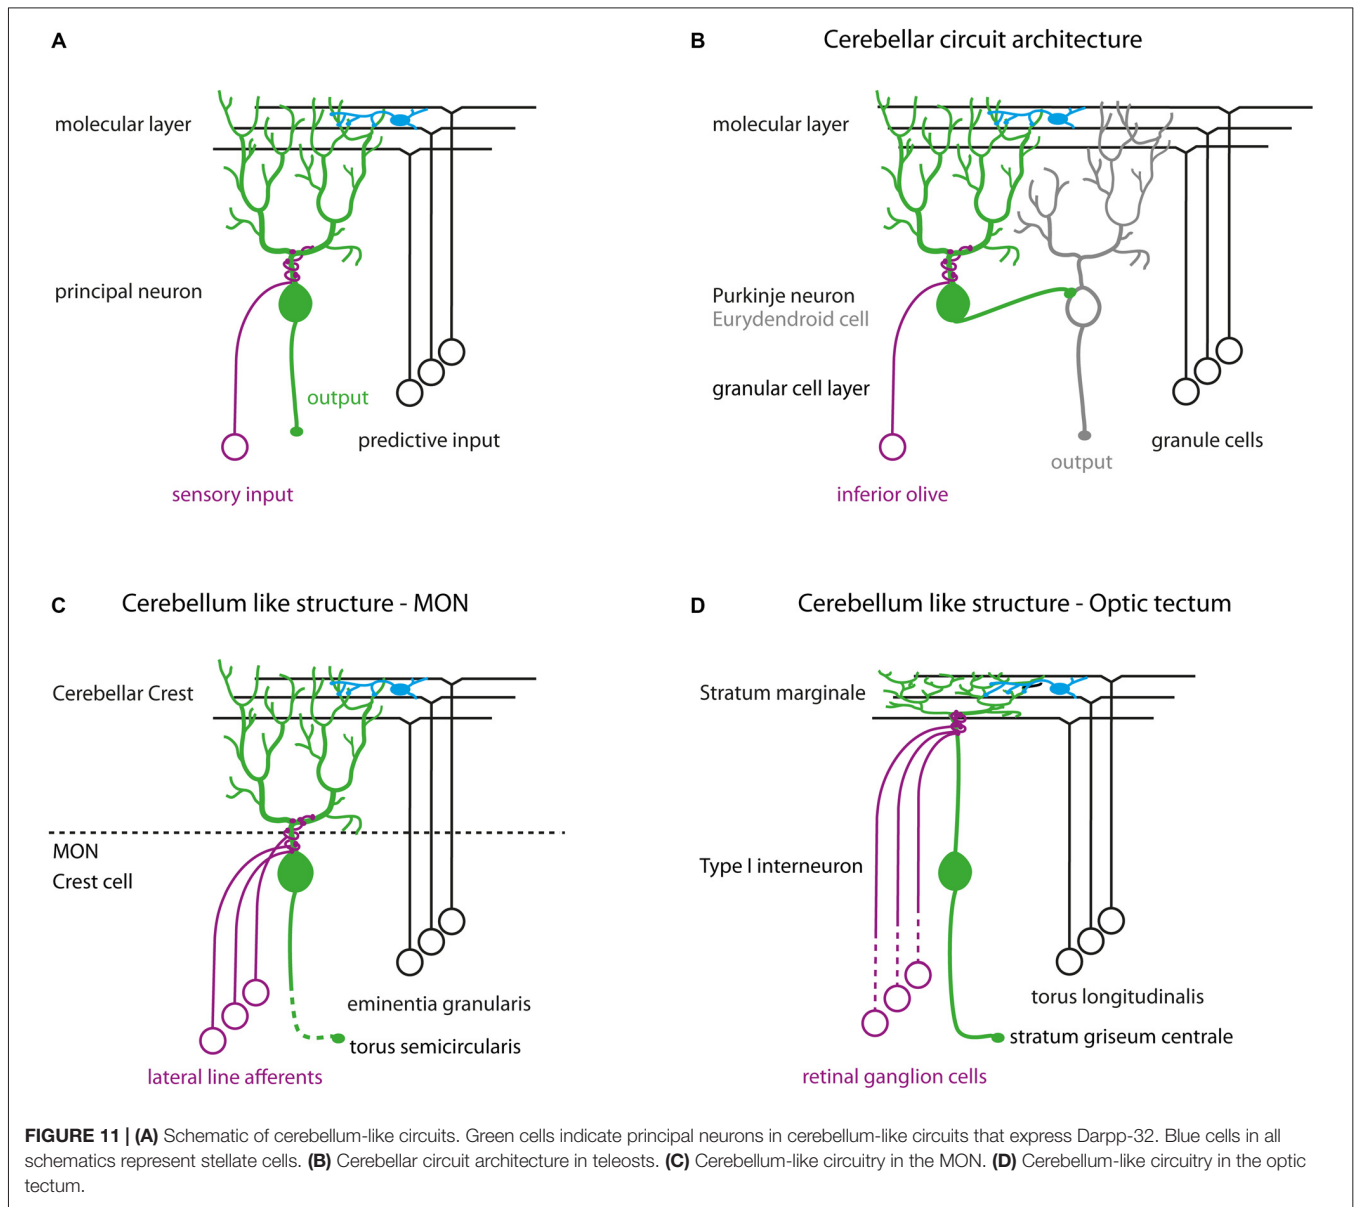 A
molecular layer
principal neuron
output
predictive input
sensory input
B
Cerebellar circuit architecture
molecular layer
Purkinje neuron
Eurydendroid cell
granular cell layer
granule cells
output
inferior olive
C
Cerebellum like structure - MON
Cerebellar Crest
MON
Crest cell
eminentia granularis
torus semicircularis
lateral line afferents
D
Cerebellum like structure - Optic tectum
Stratum marginale
Type I interneuron
torus longitudinalis
stratum griseum centrale
retinal ganglion cells
FIGURE 11 | (A) Schematic of cerebellum-like circuits. Green cells indicate principal neurons in cerebellum-like circuits that express Darpp-32. Blue cells in all
schematics represent stellate cells. (B) Cerebellar circuit architecture in teleosts. (C) Cerebellum-like circuitry in the MON. (D) Cerebellum-like circuitry in the optic
tectum.